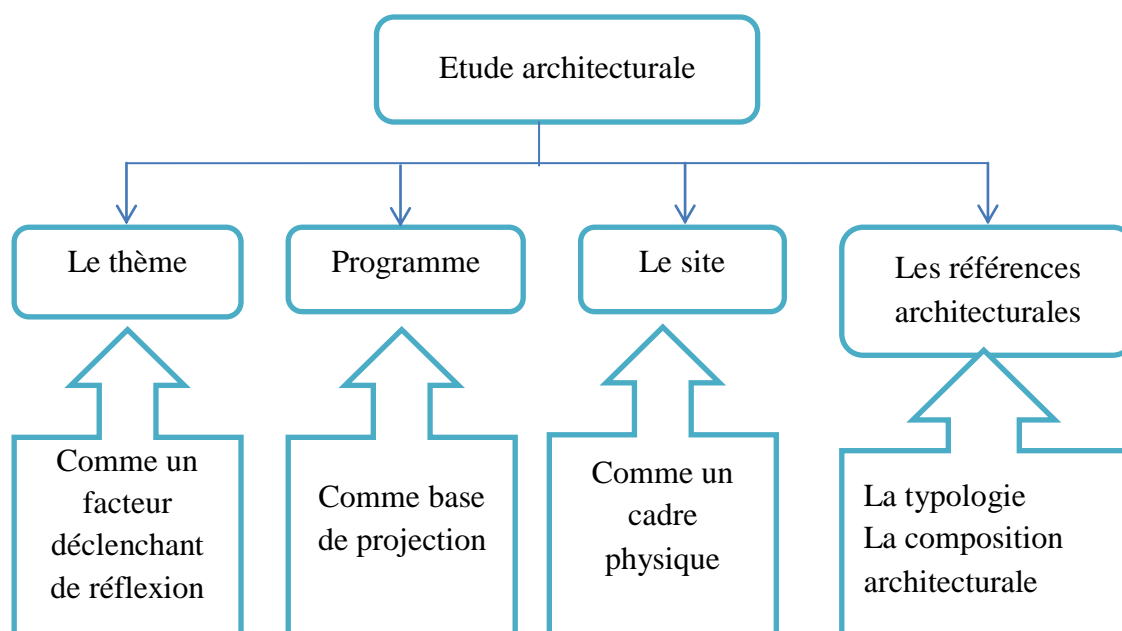 Etude architecturale
Le thème
Programme
Le site
Les références
architecturales
Comme un
facteur
déclenchant
de réflexion
Comme base
de projection
Comme un
cadre
physique
La typologie
La composition
architecturale